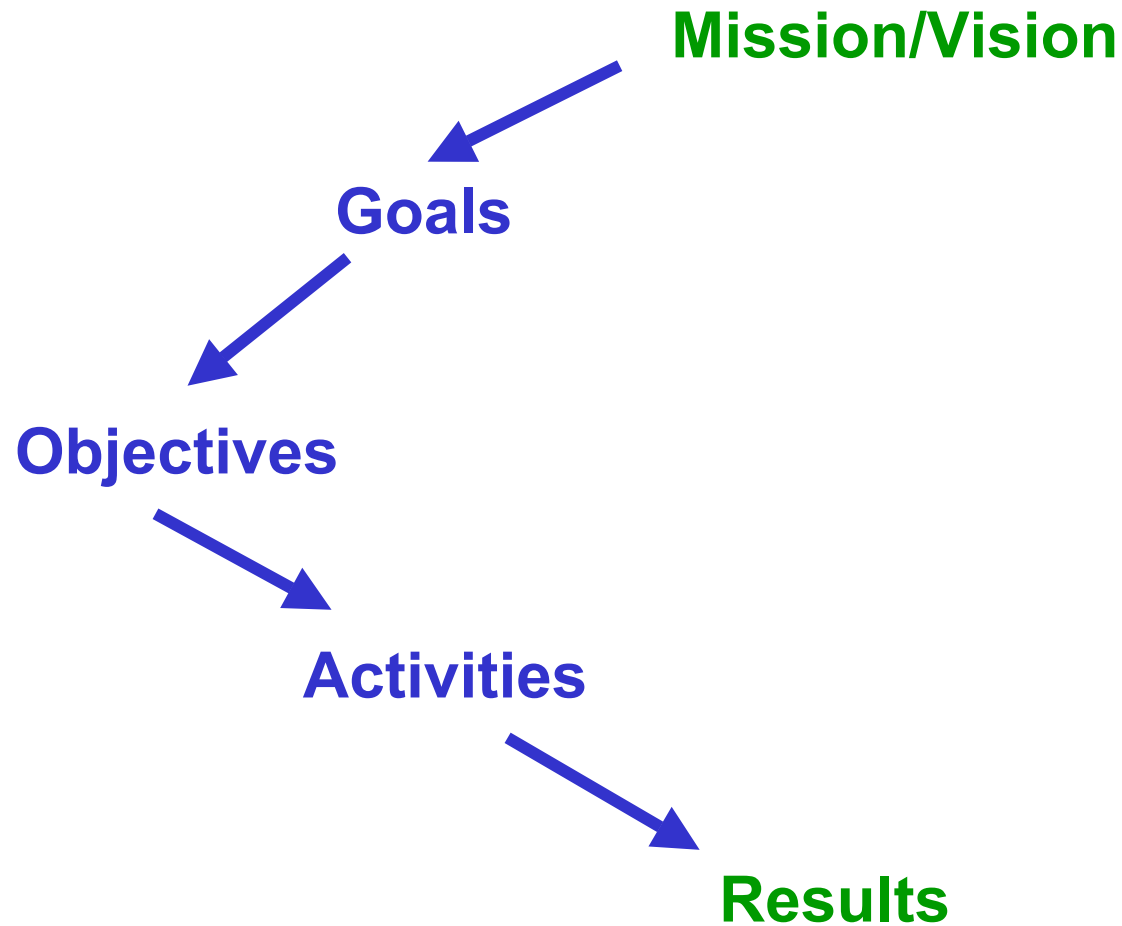 Mission/Vision
Goals
Objectives
Activities
Results